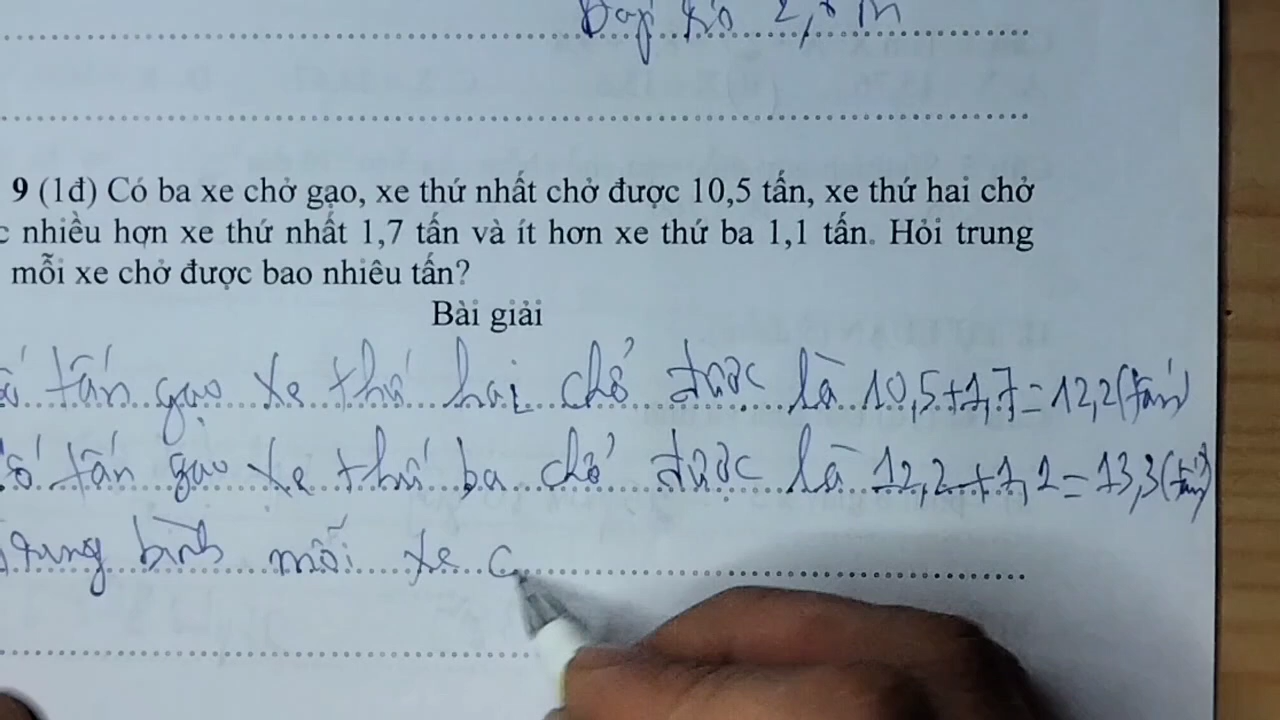 Đáp số 2,8 m
9 (1đ) Có ba xe chở gạo, xe thứ nhất chở được 10,5 tấn, xe thứ hai chở
c nhiều hơn xe thứ nhất 1,7 tấn và ít hơn xe thứ ba 1,1 tấn. Hỏi trung
mỗi xe chở được bao nhiêu tấn?
Bài giải
ố tấn gạo xe thứ hai chở được là 10,5+1,7=12,2(tấn)
ố tấn gạo xe thứ ba chở được là 12,2+1,1=13,3(tấn)
trung bình mỗi xe c